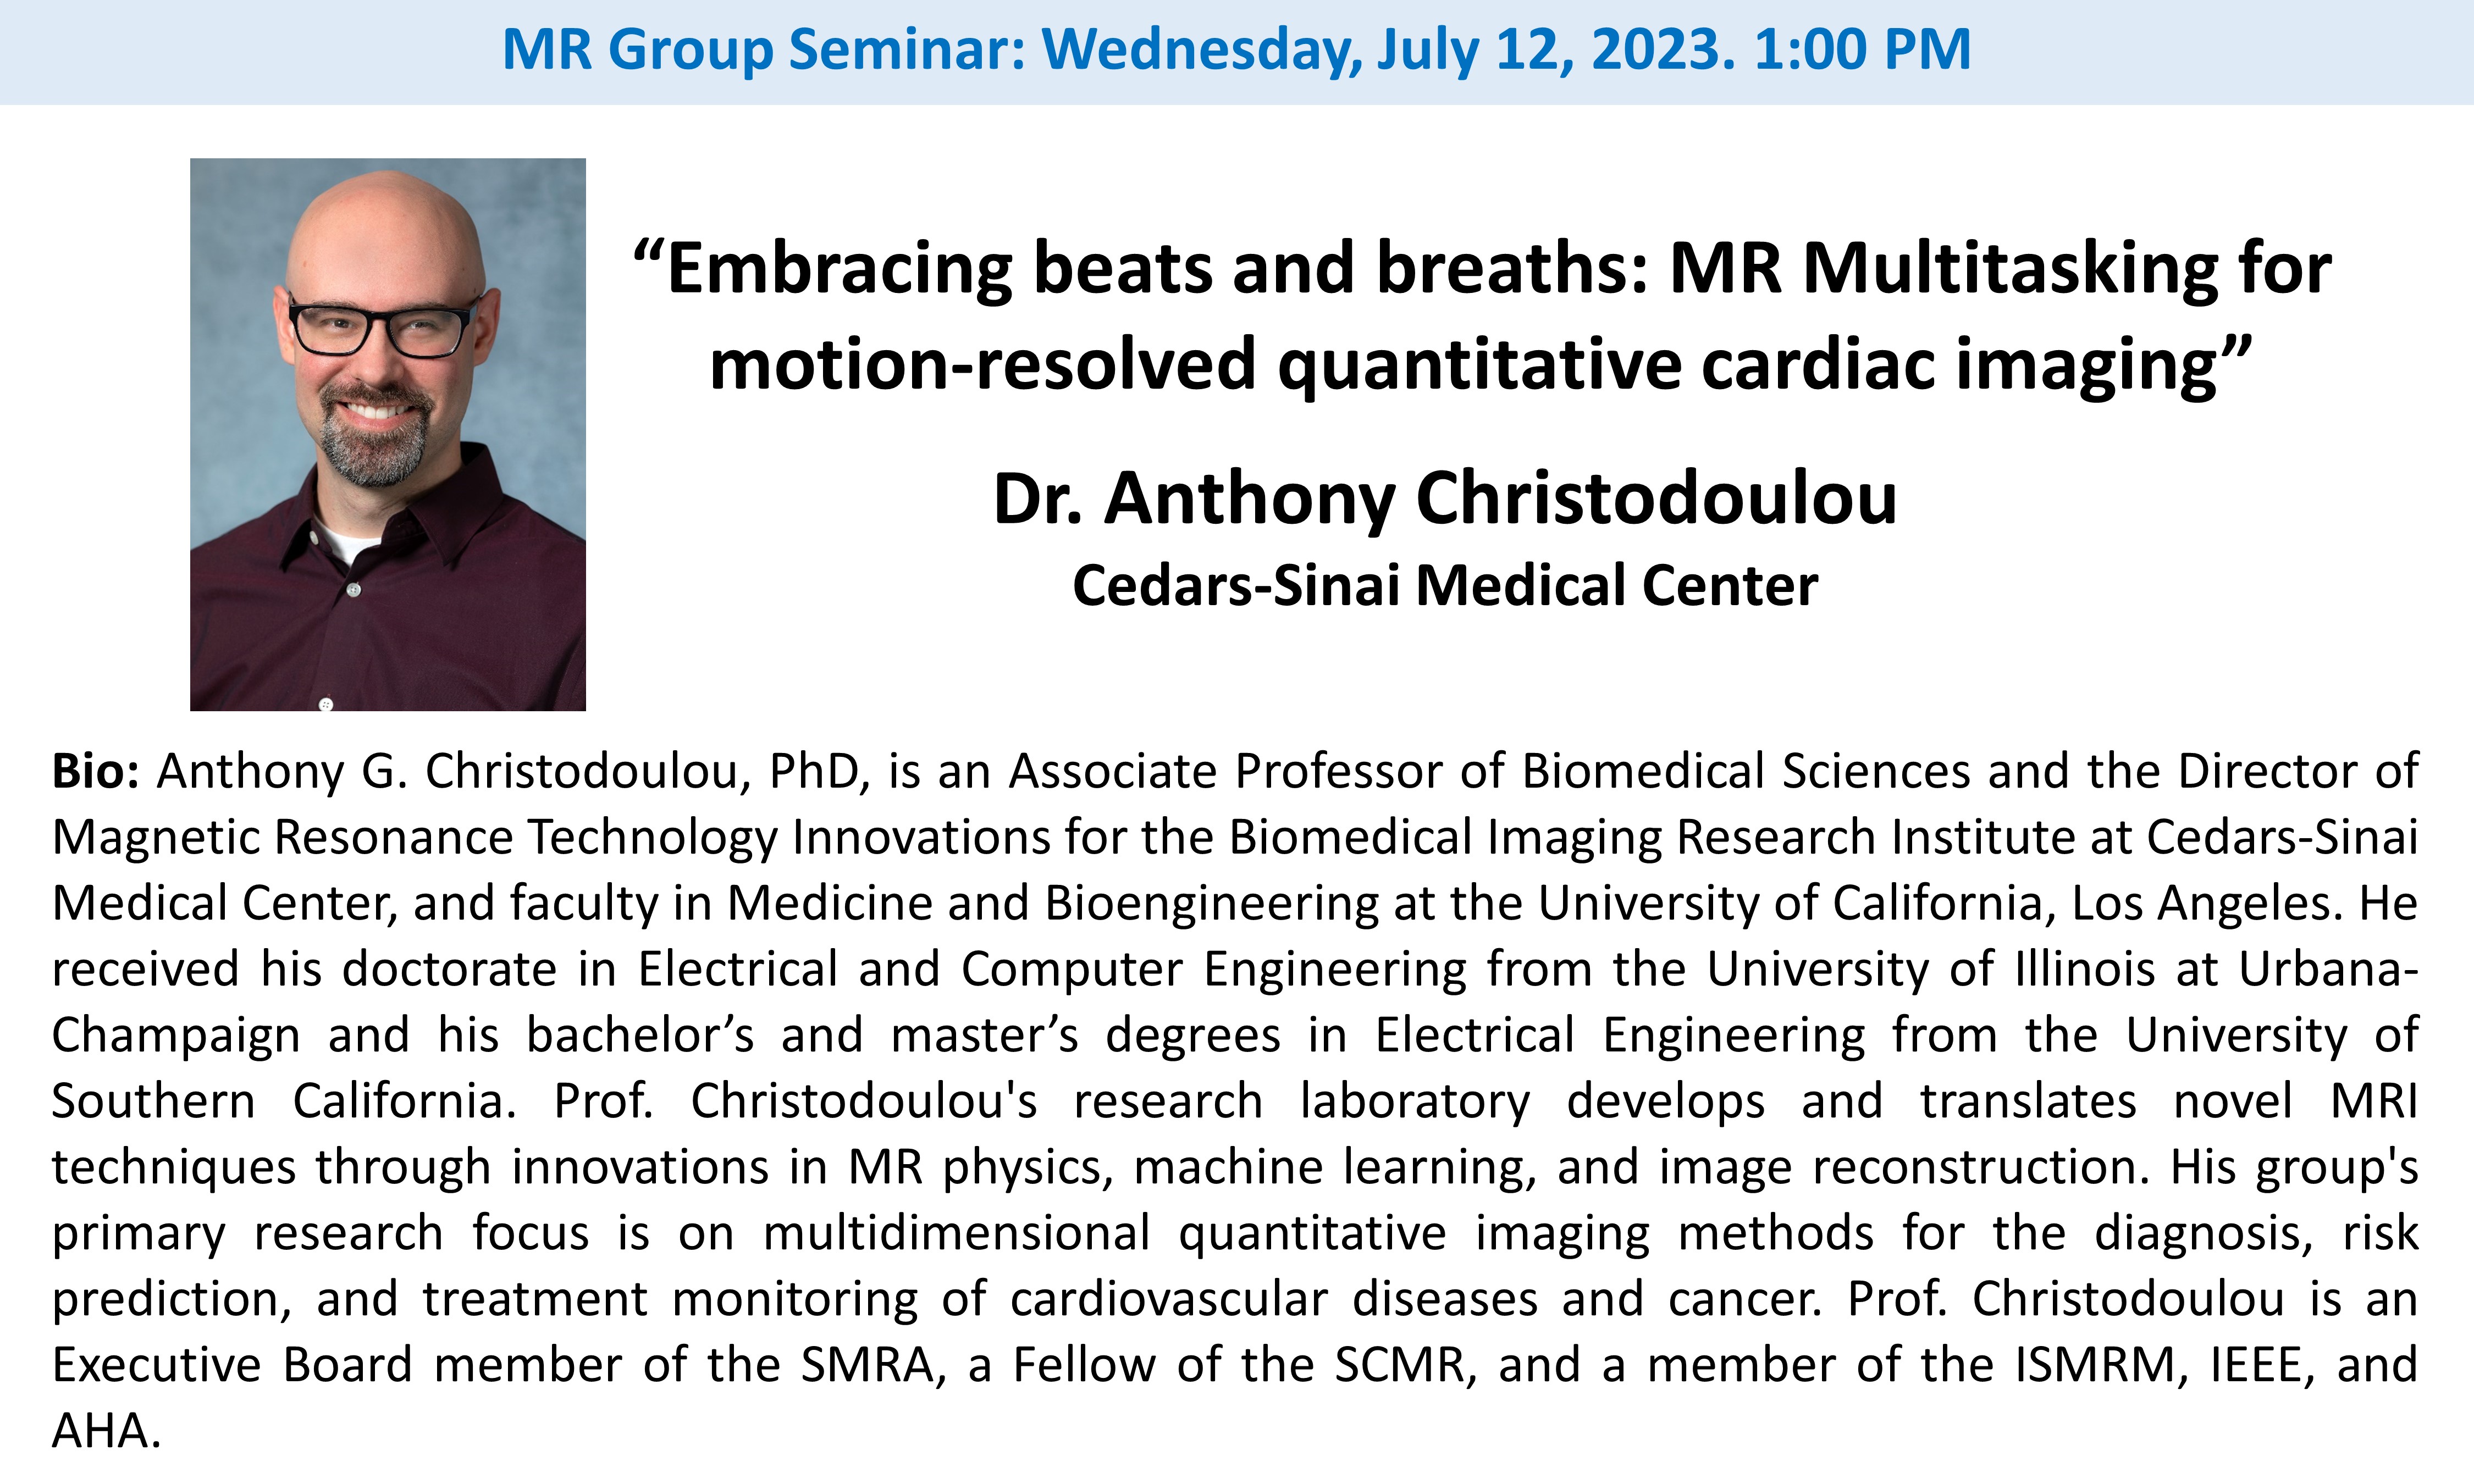 MR Group Seminar: Wednesday, July 12, 2023. 1:00 PM
“Embracing beats and breaths: MR Multitasking for
motion-resolved quantitative cardiac imaging”
Dr. Anthony Christodoulou
Cedars-Sinai Medical Center
Bio: Anthony G. Christodoulou, PhD, is an Associate Professor of Biomedical Sciences and the Director of
Magnetic Resonance Technology Innovations for the Biomedical Imaging Research Institute at Cedars-Sinai
Medical Center, and faculty in Medicine and Bioengineering at the University of California, Los Angeles. He
received his doctorate in Electrical and Computer Engineering from the University of Illinois at Urbana-
Champaign and his bachelor’s and master’s degrees in Electrical Engineering from the University of
Southern California. Prof. Christodoulou's research laboratory develops and translates novel MRI
techniques through innovations in MR physics, machine learning, and image reconstruction. His group's
primary research focus is on multidimensional quantitative imaging methods for the diagnosis, risk
prediction, and treatment monitoring of cardiovascular diseases and cancer. Prof. Christodoulou is an
Executive Board member of the SMRA, a Fellow of the SCMR, and a member of the ISMRM, IEEE, and
AHA.